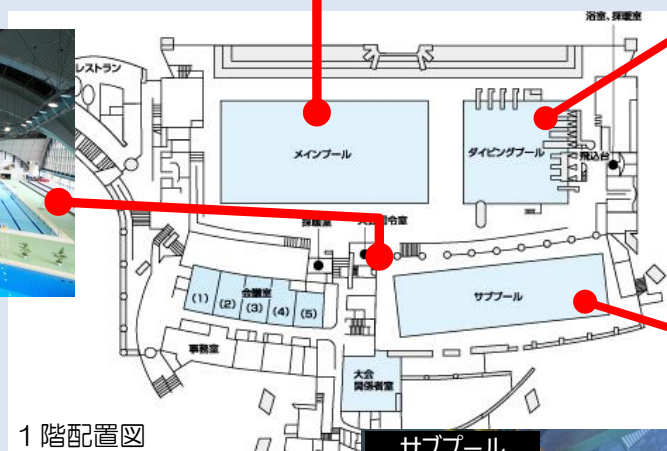 浴室、採暖室
レストラン
メインプール
ダイビングプール
飛込台
採暖室
会議室
(1)
(2)
(3)
(4)
(5)
サブプール
事務室
大会
関係者室
1階配置図
サブプール